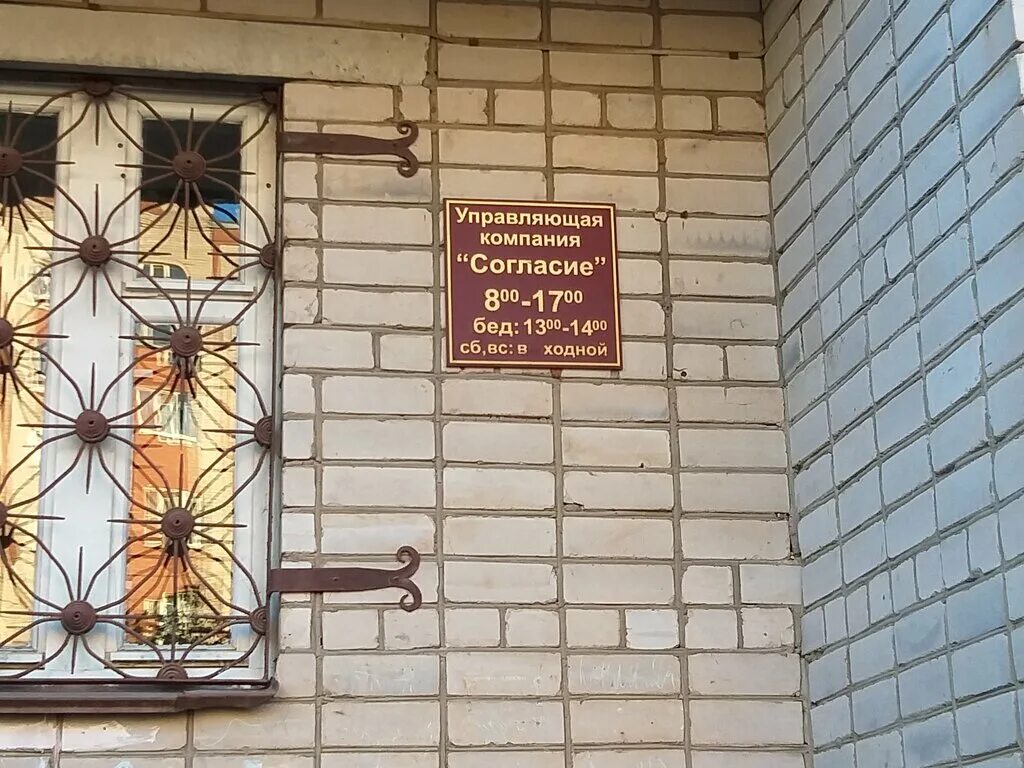 Управляющая
компания
“Согласие”
8⁰⁰-17⁰⁰
бед: 13⁰⁰-14⁰⁰
сб,вс: в ходной